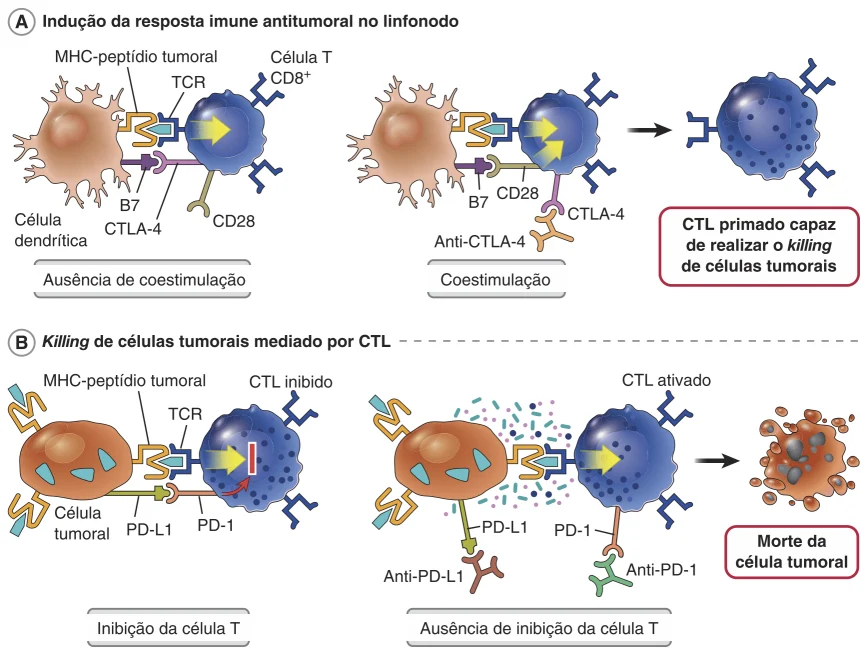 A Indução da resposta imune antitumoral no linfonodo
MHC-peptídio tumoral
TCR
Célula T
CD8+
B7
CTLA-4
CD28
Célula
dendrítica
Ausência de coestimulação
B7
CD28
CTLA-4
Anti-CTLA-4
Coestimulação
CTL primado capaz
de realizar o killing
de células tumorais
B Killing de células tumorais mediado por CTL
MHC-peptídio tumoral
TCR
CTL inibido
Célula
tumoral
PD-L1
PD-1
Inibição da célula T
CTL ativado
PD-L1
PD-1
Anti-PD-L1
Anti-PD-1
Ausência de inibição da célula T
Morte da
célula tumoral